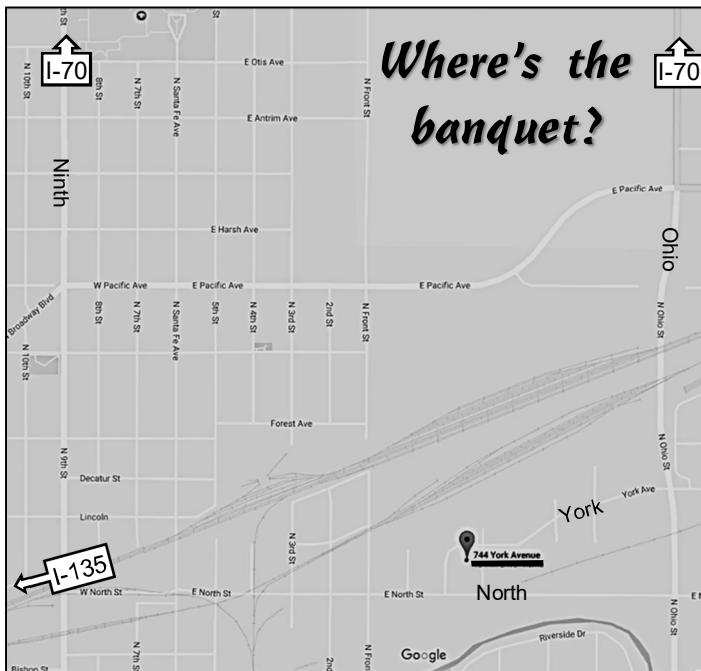 Where's the
banquet?
I-70
I-70
N 10th St
8th St
N 7th St
N Santa Fe Ave
St
E Otis Ave
N Front St
E Antrim Ave
Ninth
E Pacific Ave
E Harsh Ave
Ohio
W Pacific Ave
E Pacific Ave
E Pacific Ave
Broadway Blvd
8th St
N 7th St
N Santa Fe Ave
5th St
N 4th St
N 3rd St
2nd St
N Front St
N Ohio St
N 10th St
Forest Ave
N 9th St
N Ohio St
Decatur St
York Ave
York
Lincoln
N 3rd St
744 York Avenue
I-135
W North St
E North St
E North St
North
E N
N Ohio St
Riverside Dr
N 7th St
2nd
N Fron
Google
Bishop St